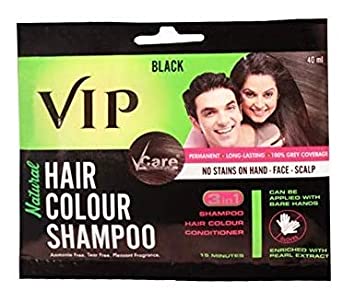 BLACK
40 ml
VIP
VCare
PERMANENT • LONG-LASTING • 100% GREY COVERAGE
NO STAINS ON HAND - FACE - SCALP
Natural
HAIR
COLOUR
SHAMPOO
Ammonia Free, Tear Free, Pleasant Fragrance.
3 in 1
SHAMPOO
HAIR COLOUR
CONDITIONER
15 MINUTES
CAN BE
APPLIED WITH
BARE HANDS
GLOVES
ENRICHED WITH
PEARL EXTRACT